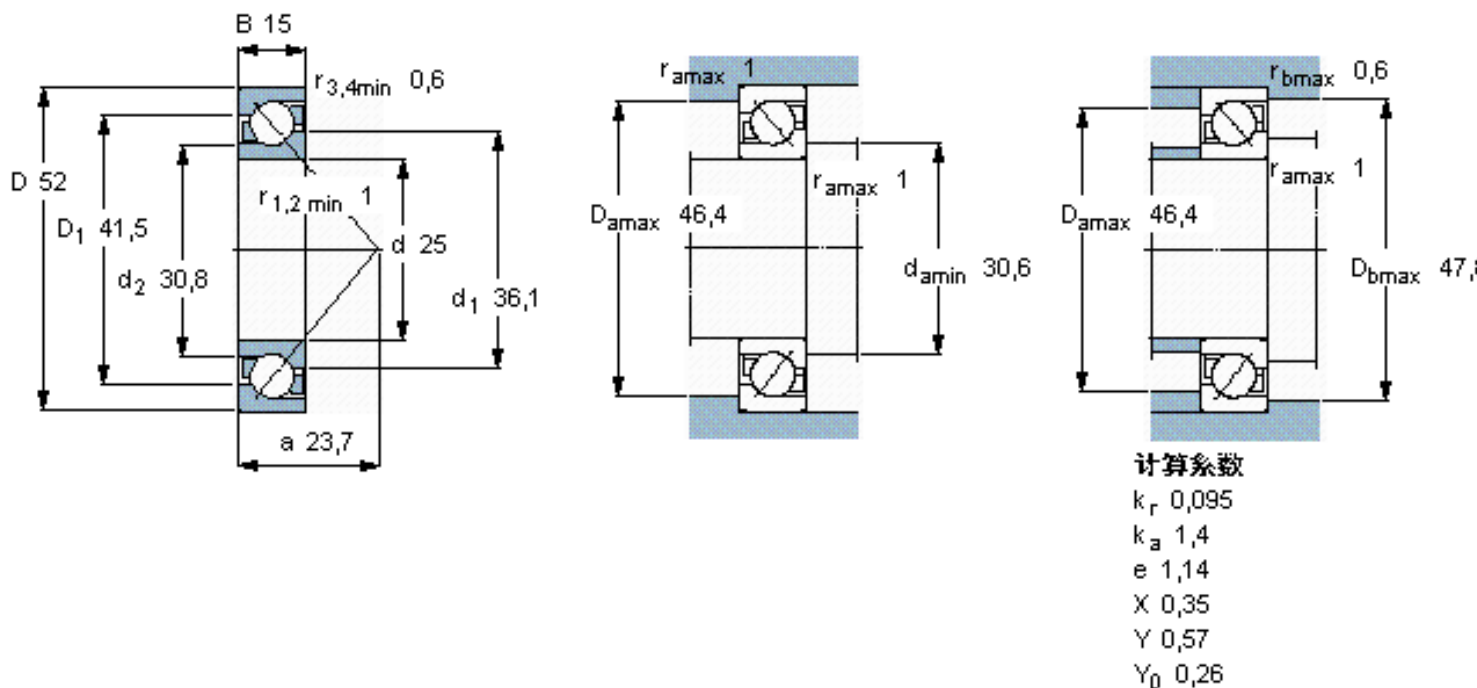 B 15
r3,4min 0,6
D 52
D1 41,5
r1,2 min 1
d 25
d2 30,8
d1 36,1
a 23,7
ramax 1
ramax 1
Damax 46,4
damin 30,6
rbmax 0,6
ramax 1
Damax 46,4
Dbmax 47,8
计算系数
kr 0,095
ka 1,4
e 1,14
X 0,35
Y 0,57
Y0 0,26